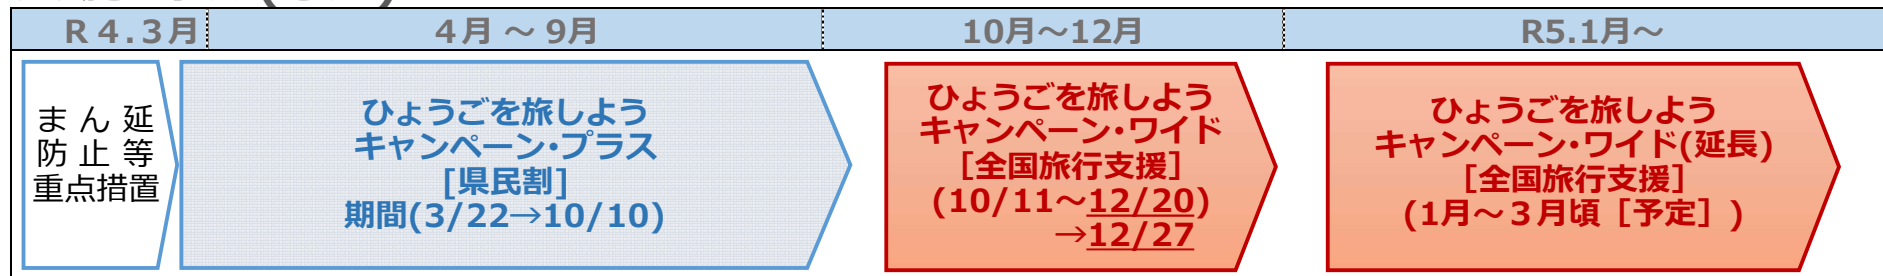 R４.３月
４月 ～ 9月
10月～12月
R5.1月～
まん延
防止等
重点措置
ひょうごを旅しよう
キャンペーン・プラス
[県民割]
期間(3/22→10/10)
ひょうごを旅しよう
キャンペーン・ワイド
[全国旅行支援]
(10/11～12/20)
→12/27
ひょうごを旅しよう
キャンペーン・ワイド(延長)
[全国旅行支援]
(1月～３月頃［予定］)